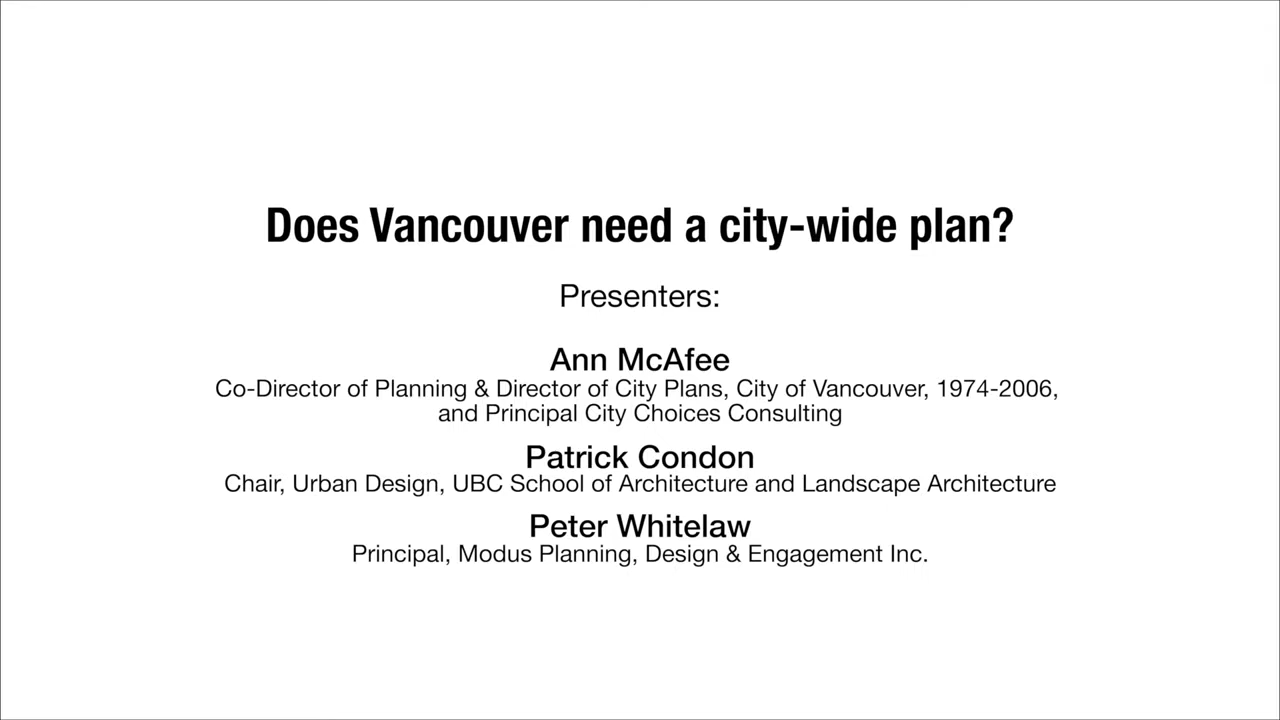 Does Vancouver need a city-wide plan?
Presenters:
Ann McAfee
Co-Director of Planning & Director of City Plans, City of Vancouver, 1974-2006,
and Principal City Choices Consulting
Patrick Condon
Chair, Urban Design, UBC School of Architecture and Landscape Architecture
Peter Whitelaw
Principal, Modus Planning, Design & Engagement Inc.